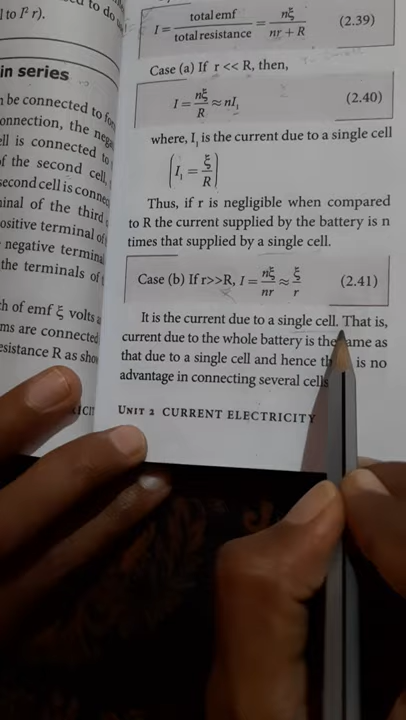 l to I² r).
in series
be connected to
onnection, the
ell is connected to
f the second cell,
second cell is
inal of the third
ositive terminal of
negative terminal
the terminals of
th of emf ξ volts
ms are connected
esistance R as
I = total emf / total resistance = nξ / nr + R (2.39)
Case (a) If r << R, then,
I = nξ / R ≈ nI₁ (2.40)
where, I₁ is the current due to a single cell
(I₁ = ξ / R)
Thus, if r is negligible when compared
to R the current supplied by the battery is n
times that supplied by a single cell.
Case (b) If r>>R, I = nξ / nr ≈ ξ / r (2.41)
It is the current due to a single cell. That is,
current due to the whole battery is the same as
that due to a single cell and hence is no
advantage in connecting several cells
UNIT 2 CURRENT ELECTRICITY